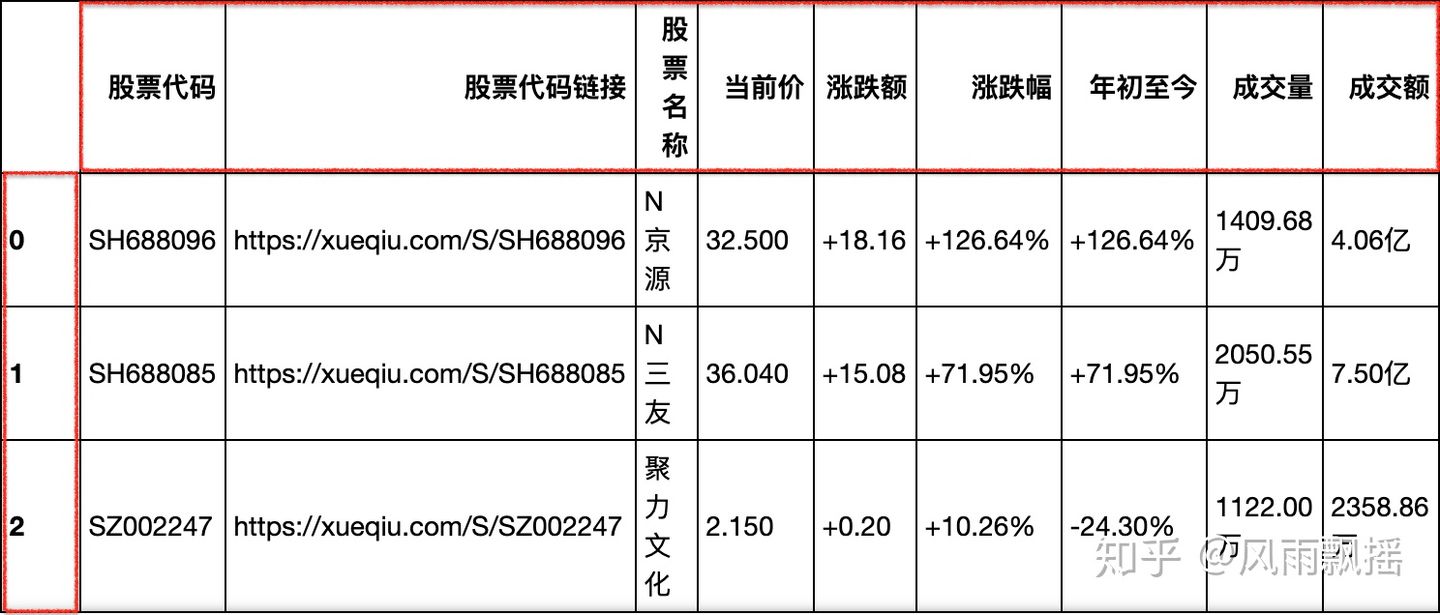 股票代码 股票代码链接 股票名称 当前价 涨跌额 涨跌幅 年初至今 成交量 成交额
0 SH688096 https://xueqiu.com/S/SH688096 N京源 32.500 +18.16 +126.64% +126.64% 1409.68万 4.06亿
1 SH688085 https://xueqiu.com/S/SH688085 N三友 36.040 +15.08 +71.95% +71.95% 2050.55万 7.50亿
2 SZ002247 https://xueqiu.com/S/SZ002247 聚力文化 2.150 +0.20 +10.26% -24.30% 1122.00万 2358.86万
知乎 @风雨飘摇